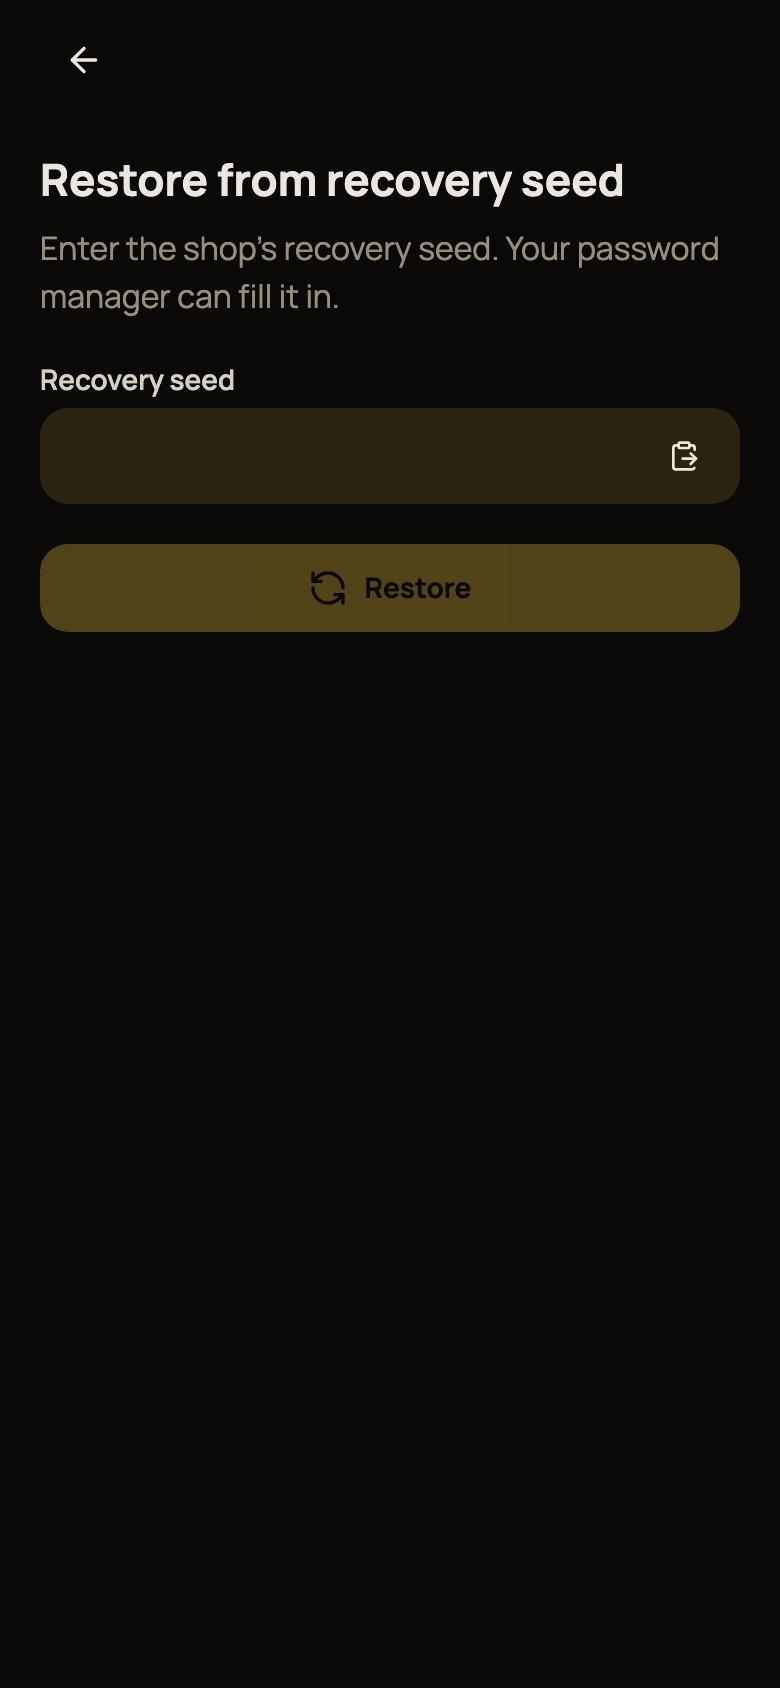 Restore from recovery seed
Enter the shop’s recovery seed. Your password
manager can fill it in.
Recovery seed
Restore